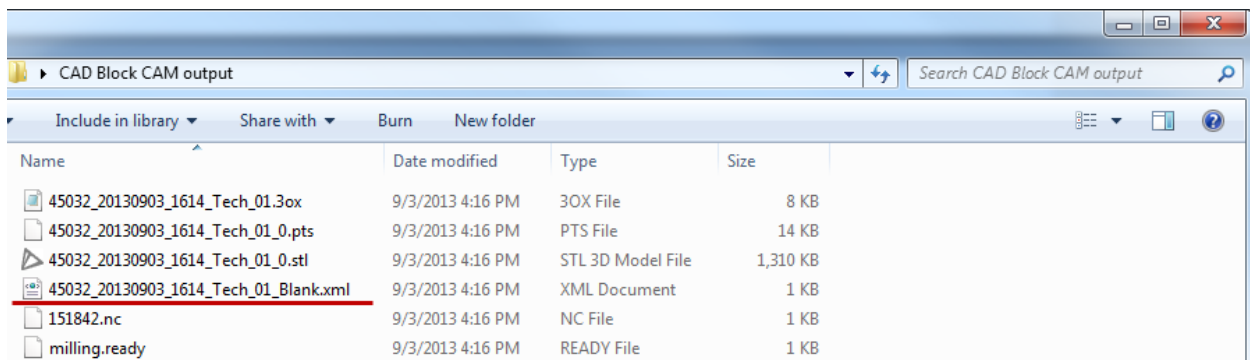 CAD Block CAM output Search CAD Block CAM output
Include in library Share with Burn New folder
Name Date modified Type Size
45032_20130903_1614_Tech_01.3ox 9/3/2013 4:16 PM 3OX File 8 KB
45032_20130903_1614_Tech_01_0.pts 9/3/2013 4:16 PM PTS File 14 KB
45032_20130903_1614_Tech_01_0.stl 9/3/2013 4:16 PM STL 3D Model File 1,310 KB
45032_20130903_1614_Tech_01_Blank.xml 9/3/2013 4:16 PM XML Document 1 KB
151842.nc 9/3/2013 4:16 PM NC File 1 KB
milling.ready 9/3/2013 4:16 PM READY File 1 KB